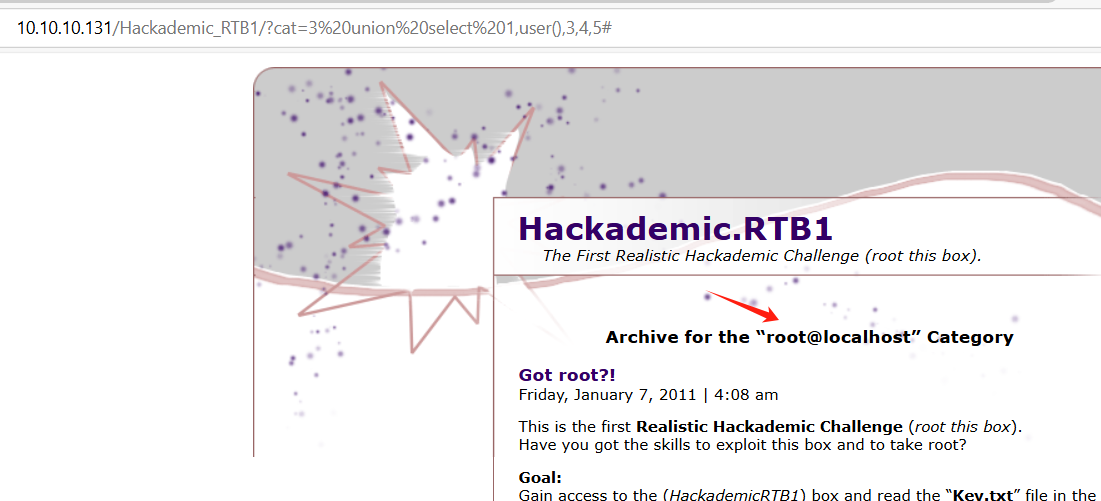 10.10.10.131/Hackademic_RTB1/?cat=3%20union%20select%201,user(),3,4,5#
Hackademic.RTB1
The First Realistic Hackademic Challenge (root this box).
Archive for the “root@localhost” Category
Got root?!
Friday, January 7, 2011 | 4:08 am
This is the first Realistic Hackademic Challenge (root this box).
Have you got the skills to exploit this box and to take root?
Goal:
Gain access to the (HackademicRTB1) box and read the “Key.txt” file in the